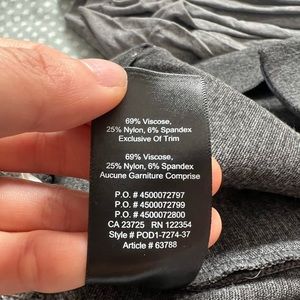 69% Viscose,
25% Nylon, 6% Spandex
Exclusive Of Trim
69% Viscose,
25% Nylon, 6% Spandex
Aucune Garniture Comprise
P.O. # 4500072797
P.O. # 4500072799
P.O. # 4500072800
CA 23725 RN 122354
Style # POD1-7274-37
Article # 63788